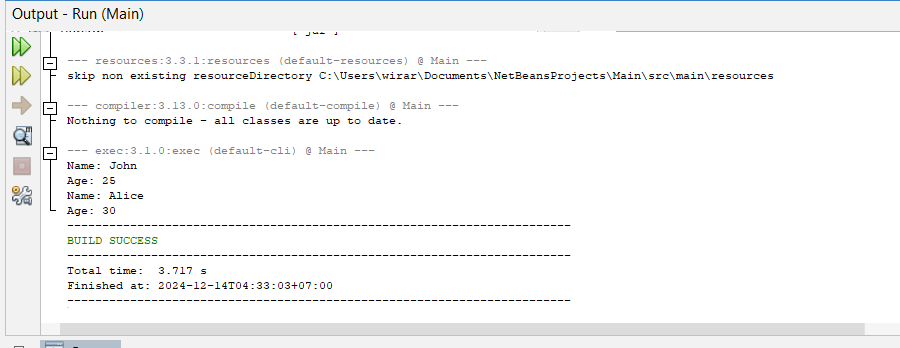 Output - Run (Main)
--- resources:3.3.1:resources (default-resources) @ Main ---
skip non existing resourceDirectory C:\Users\wirar\Documents\NetBeansProjects\Main\src\main\resources
--- compiler:3.13.0:compile (default-compile) @ Main ---
Nothing to compile - all classes are up to date.
--- exec:3.1.0:exec (default-cli) @ Main ---
Name: John
Age: 25
Name: Alice
Age: 30
------------------------------------------------------------------------
BUILD SUCCESS
------------------------------------------------------------------------
Total time:  3.717 s
Finished at: 2024-12-14T04:33:03+07:00
------------------------------------------------------------------------